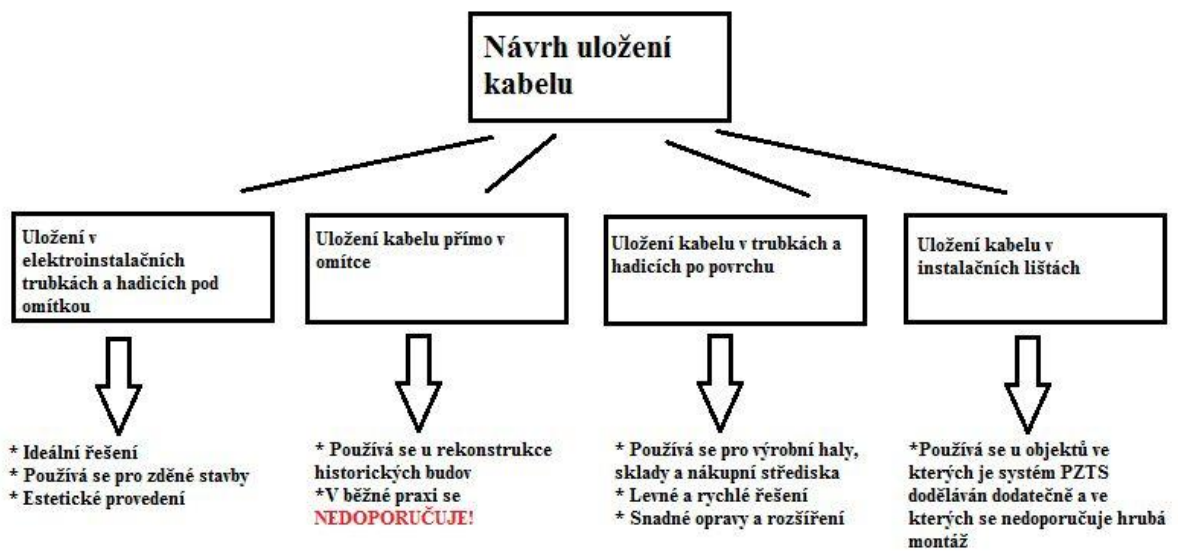 Návrh uložení
kabelu
Uložení v
elektroinstalačních
trubkách a hadicích pod
omítkou
Uložení kabelu přímo v
omítce
Uložení kabelu v trubkách a
hadicích po povrchu
Uložení kabelu v
instalačních lištách
* Ideální řešení
* Používá se pro zděné stavby
* Estetické provedení
* Používá se u rekonstrukce
historických budov
*V běžné praxi se
NEDOPORUČUJE!
* Používá se pro výrobní haly,
sklady a nákupní střediska
* Levné a rychlé řešení
* Snadné opravy a rozšíření
*Používá se u objektů ve
kterých je systém PZTS
doděláván dodatečně a ve
kterých se nedoporučuje hrubá
montáž